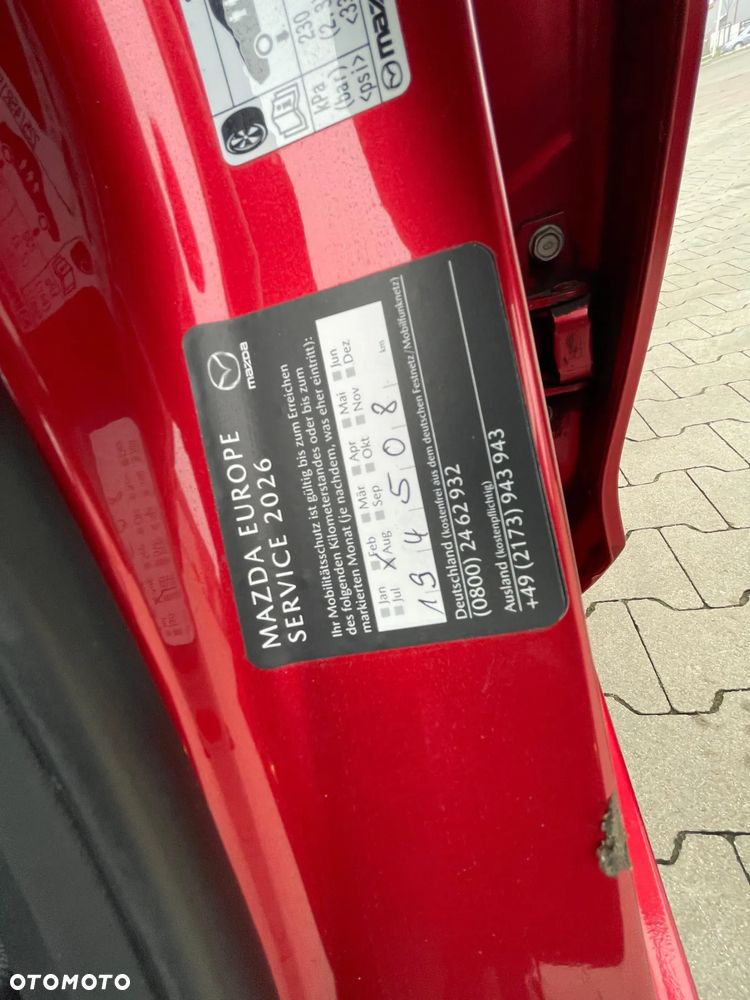 kPa 230
(bar)
<psi>
mazda
MAZDA EUROPE
SERVICE 2026
mazda
Ihr Mobilitätsschutz ist gültig bis zum Erreichen
des folgenden Kilometerstandes oder bis zum
markierten Monat (je nachdem, was eher eintritt):
Jan Feb Mär Apr Mai Jun
Jul X Aug Sep Okt Nov Dez
194508 km
Deutschland (kostenfrei aus dem deutschen Festnetz/Mobilfunknetz)
(0800) 24 62 932
Ausland (kostenpflichtig)
+49 (2173) 943 943
OTOMOTO